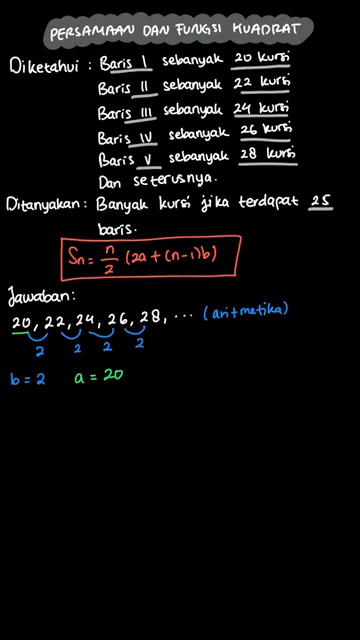 PERSAMAAN DAN FUNGSI KUADRAT
Diketahui : Baris I sebanyak 20 kursi
Baris II sebanyak 22 kursi
Baris III sebanyak 24 kursi
Baris IV sebanyak 26 kursi
Baris V sebanyak 28 kursi
Dan seterusnya.
Ditanyakan : Banyak kursi jika terdapat 25
baris.
Sn = n/2 (2a + (n-1) b)
Jawaban :
20, 22, 24, 26, 28, ... (aritmatika)
2 2 2 2
b = 2 a = 20